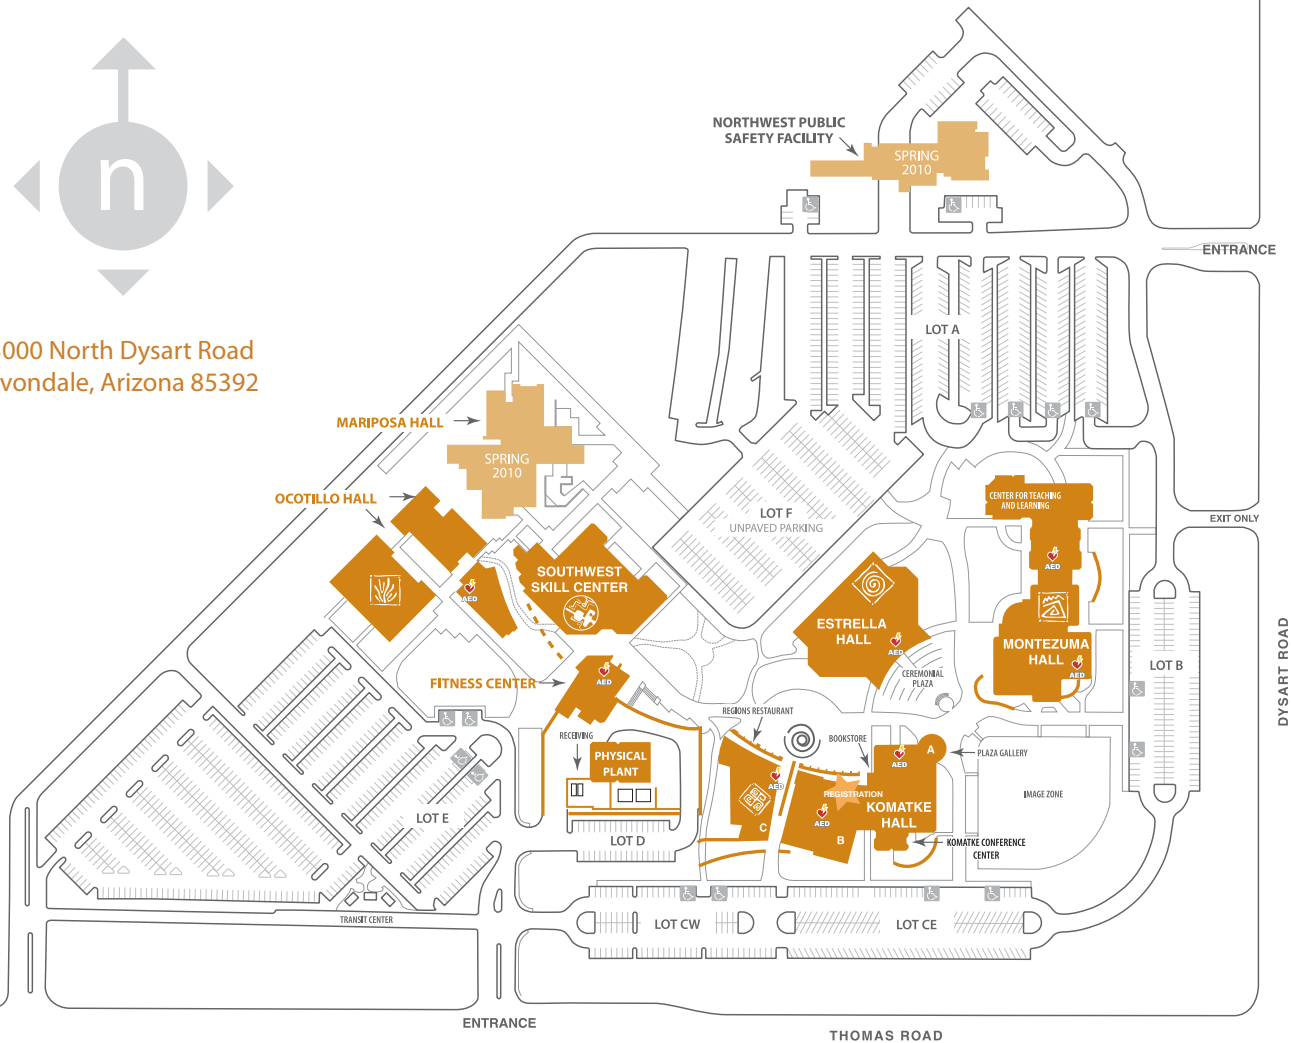 n
000 North Dysart Road
vondale, Arizona 85392
NORTHWEST PUBLIC
SAFETY FACILITY
SPRING
2010
ENTRANCE
LOT A
MARIPOSA HALL
SPRING
2010
OCOTILLO HALL
LOT F
UNPAVED PARKING
CENTER FOR TEACHING
AND LEARNING
EXIT ONLY
AED
SOUTHWEST
SKILL CENTER
AED
ESTRELLA
HALL
AED
MONTEZUMA
HALL
AED
LOT B
DYSART ROAD
CEREMONIAL
PLAZA
FITNESS CENTER
AED
REGIONS RESTAURANT
RECEIVING
BOOKSTORE
A
PLAZA GALLERY
PHYSICAL
PLANT
AED
AED
REGISTRATION
IMAGE ZONE
KOMATKE
HALL
AED
C
B
LOT E
LOT D
KOMATKE CONFERENCE
CENTER
TRANSIT CENTER
LOT CW
LOT CE
ENTRANCE
THOMAS ROAD